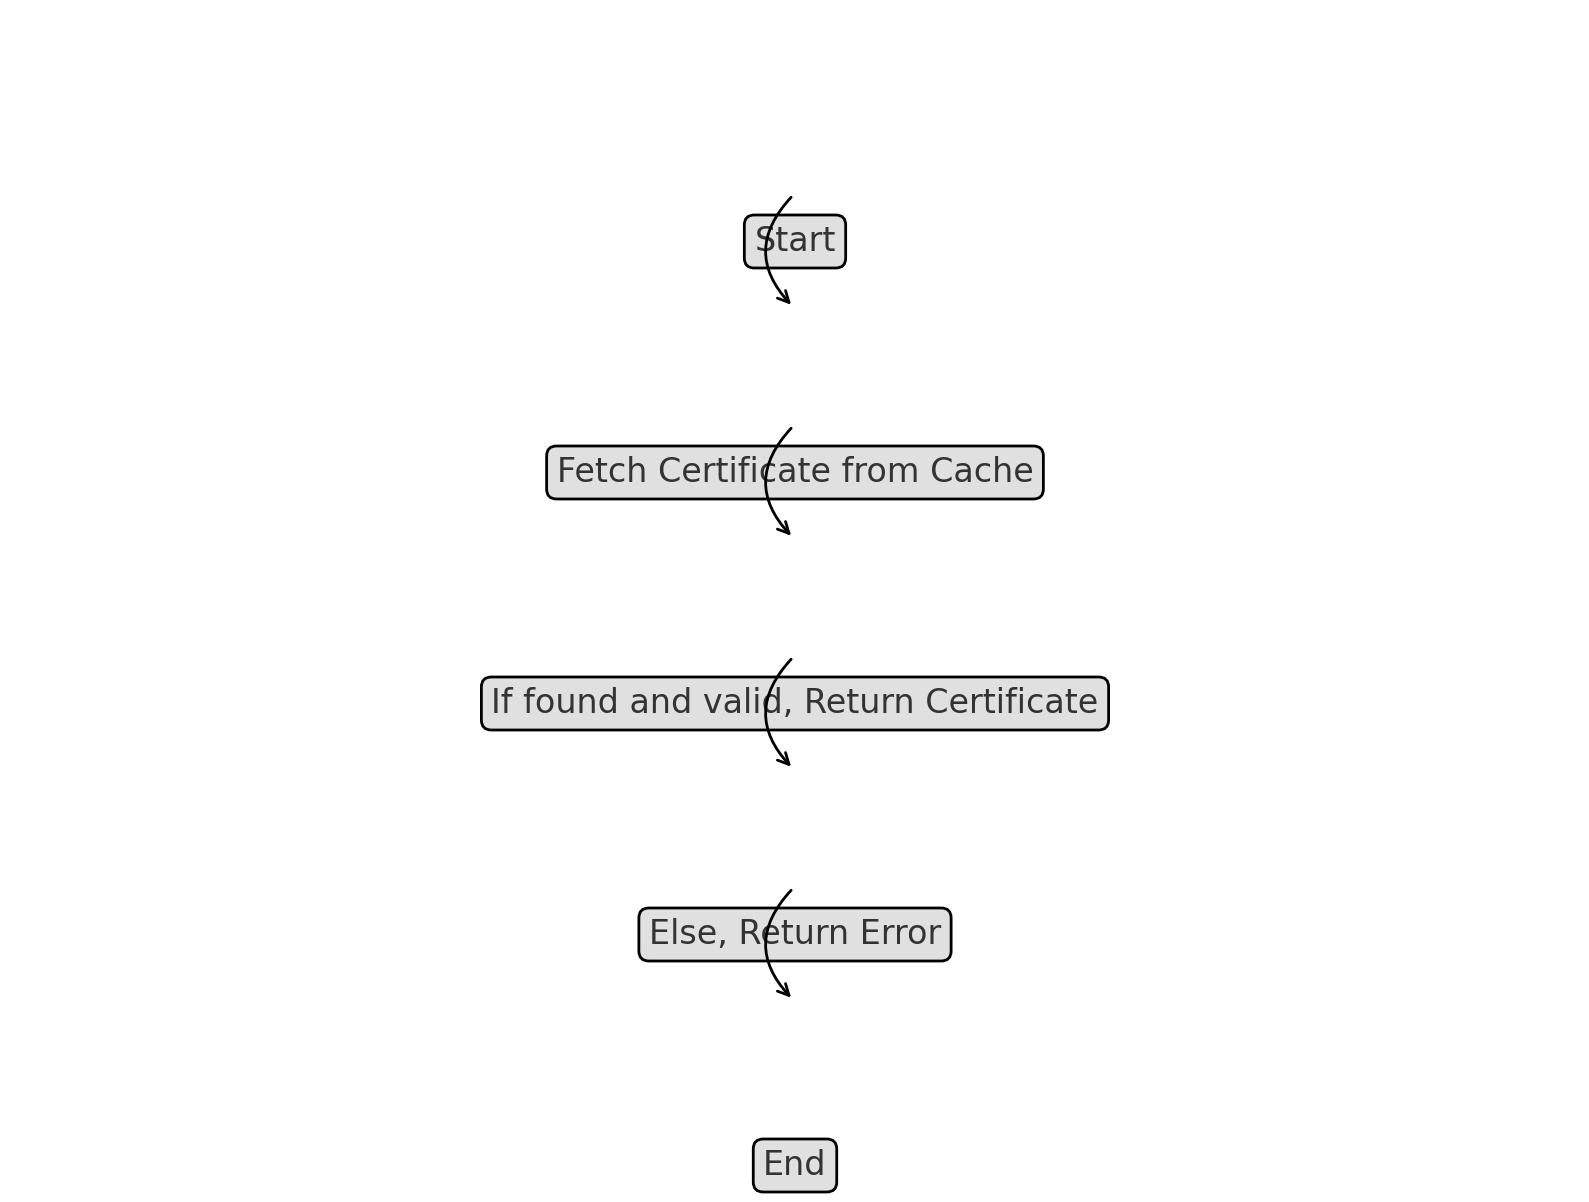 Start
Fetch Certificate from Cache
If found and valid, Return Certificate
Else, Return Error
End